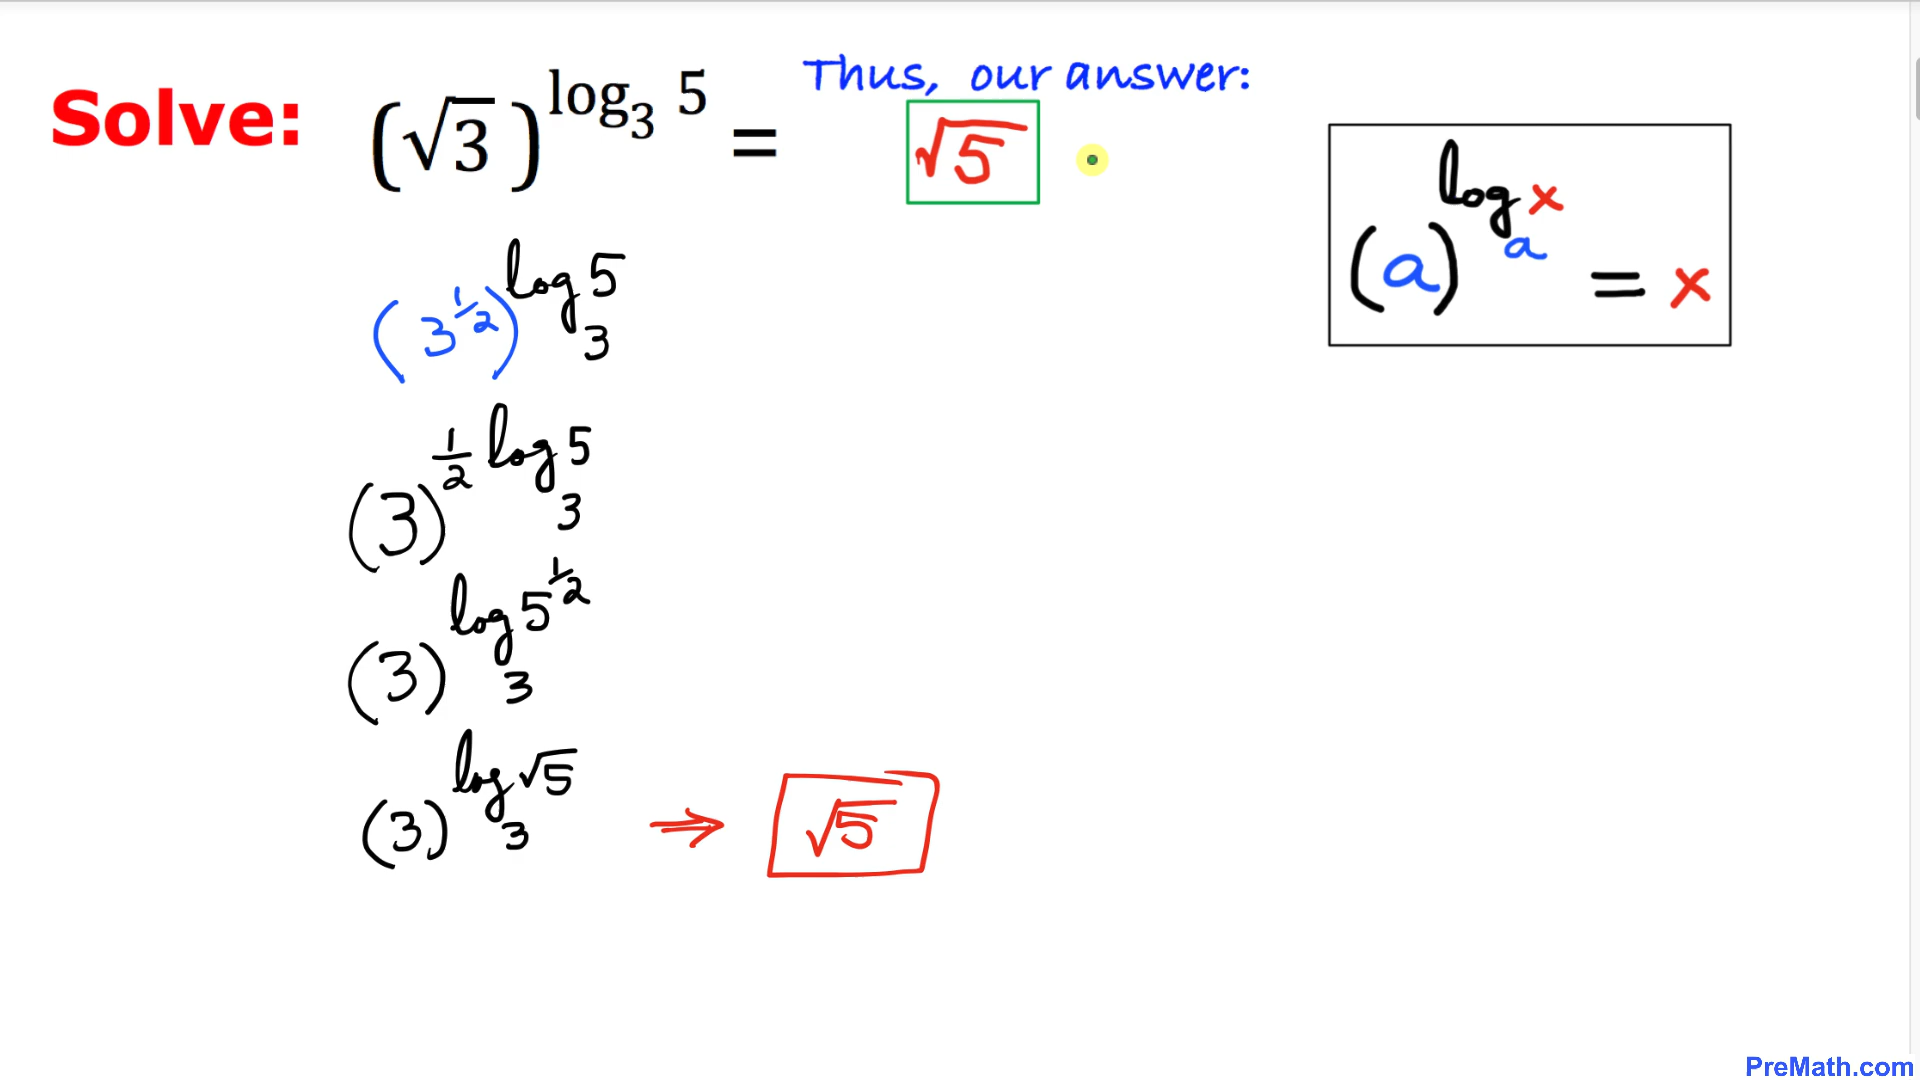 Thus, our answer:
Solve: (√3)^(log₃ 5) = √5
(a)^(logₐ x) = x
(3^(1/2))^(log₃ 5)
(3)^(1/2 log₃ 5)
(3)^(log₃ 5^(1/2))
(3)^(log₃ √5) ⇒ √5
PreMath.com